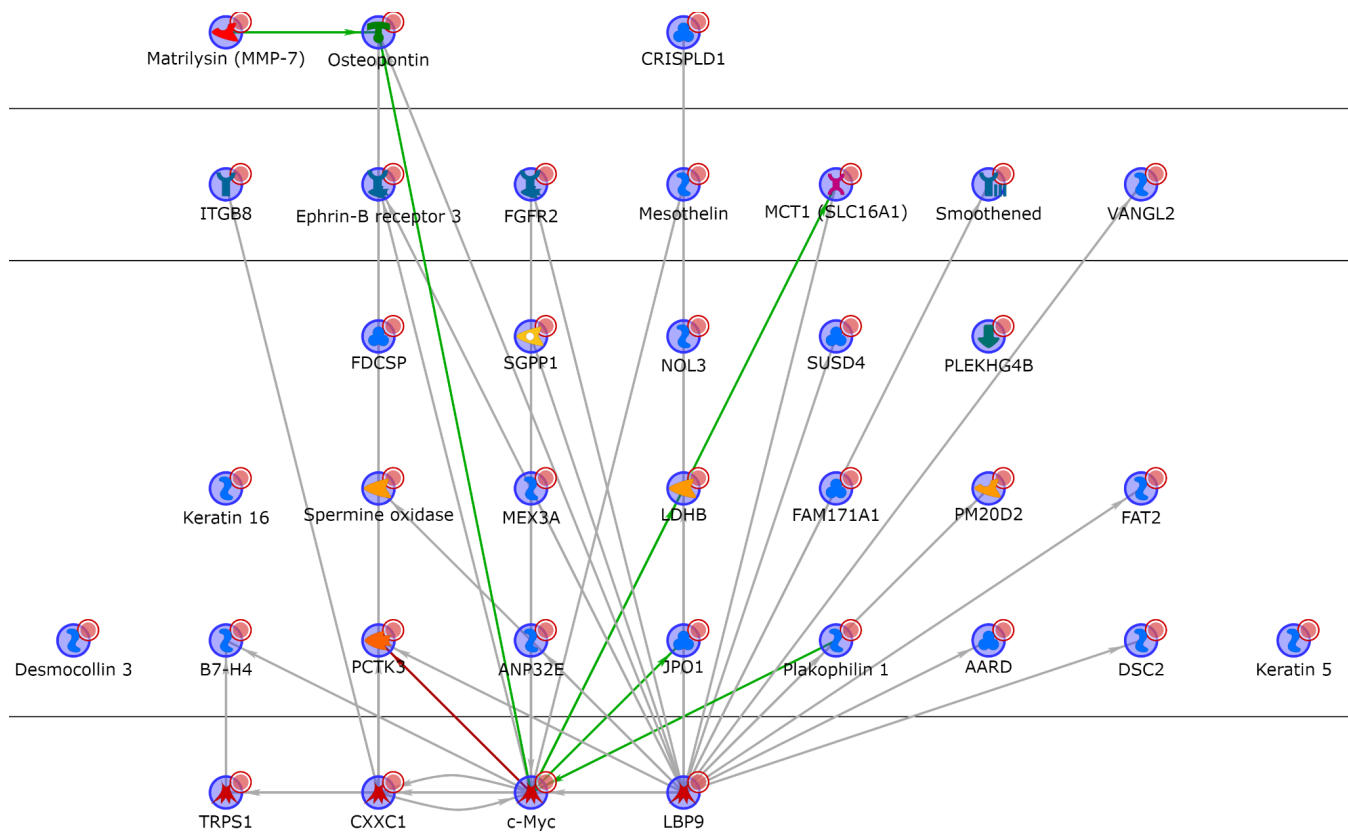 Matrilysin (MMP-7)
Osteopontin
CRISPLD1
ITGB8
Ephrin-B receptor 3
FGFR2
Mesothelin
MCT1 (SLC16A1)
Smoothened
VANGL2
FDCSP
SGPP1
NOL3
SUSD4
PLEKHG4B
Keratin 16
Spermine oxidase
MEX3A
LDHB
FAM171A1
PM20D2
FAT2
Desmocollin 3
B7-H4
PCTK3
ANP32E
JPO1
Plakophilin 1
AARD
DSC2
Keratin 5
TRPS1
CXXC1
c-Myc
LBP9